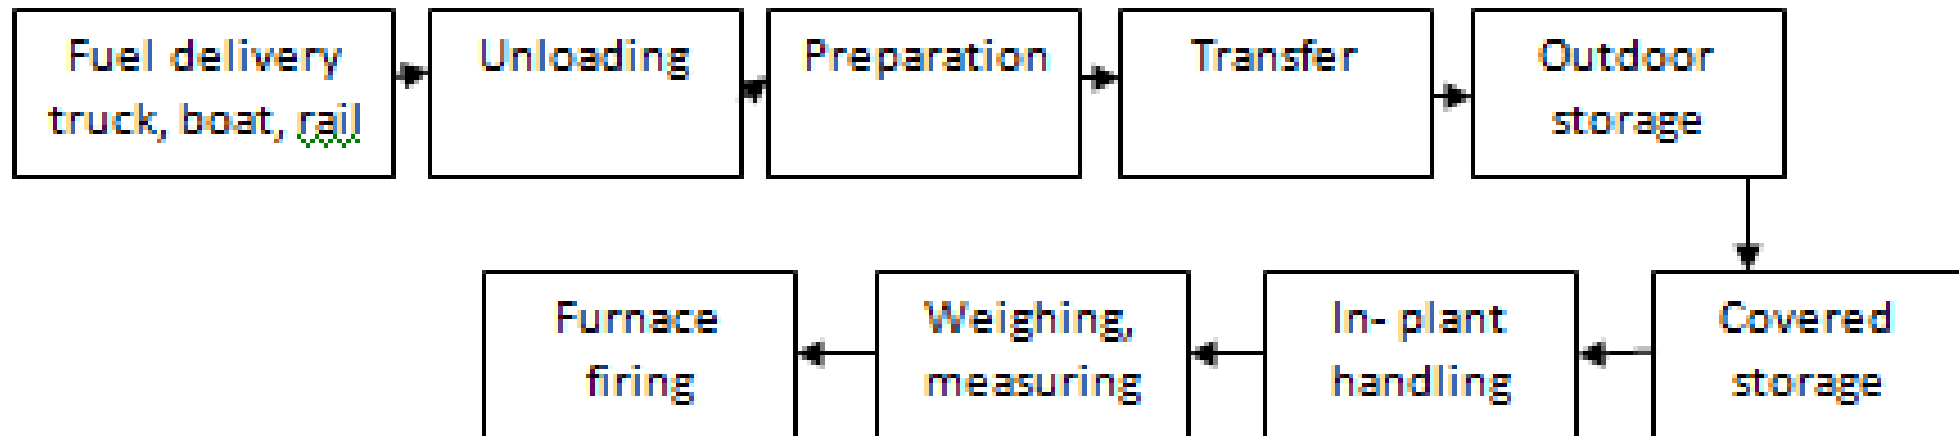 Fuel delivery
truck, boat, rail
Unloading
Preparation
Transfer
Outdoor
storage
Furnace
firing
Weighing,
measuring
In- plant
handling
Covered
storage